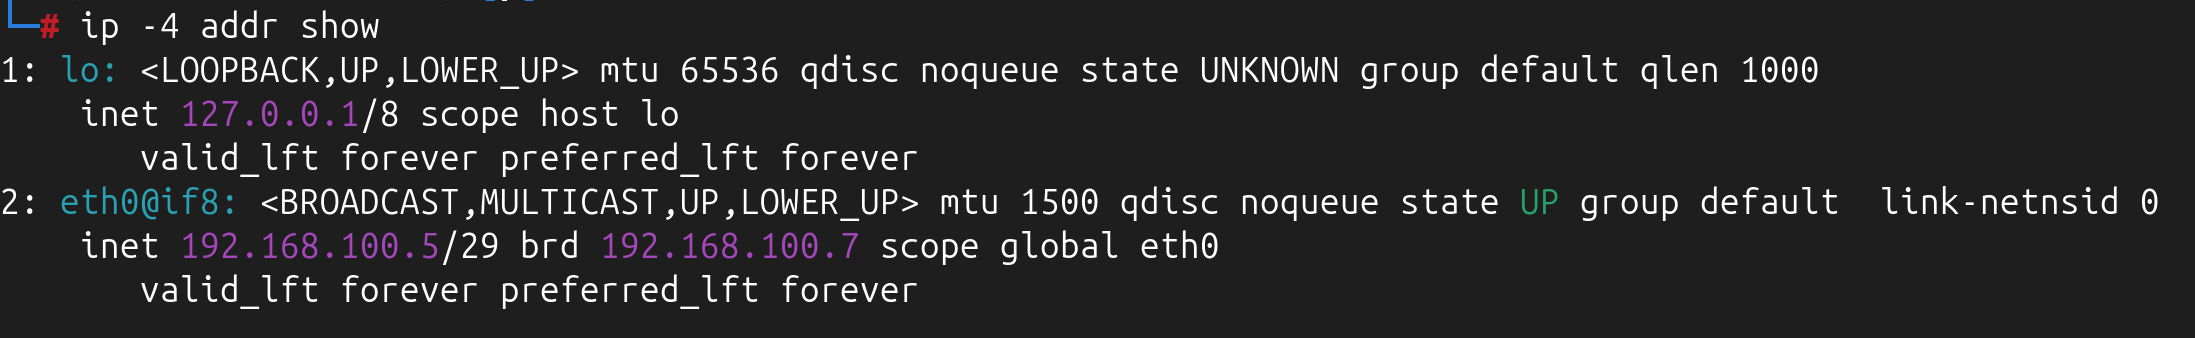 # ip -4 addr show
1: lo: <LOOPBACK,UP,LOWER_UP> mtu 65536 qdisc noqueue state UNKNOWN group default qlen 1000
    inet 127.0.0.1/8 scope host lo
       valid_lft forever preferred_lft forever
2: eth0@if8: <BROADCAST,MULTICAST,UP,LOWER_UP> mtu 1500 qdisc noqueue state UP group default  link-netnsid 0
    inet 192.168.100.5/29 brd 192.168.100.7 scope global eth0
       valid_lft forever preferred_lft forever